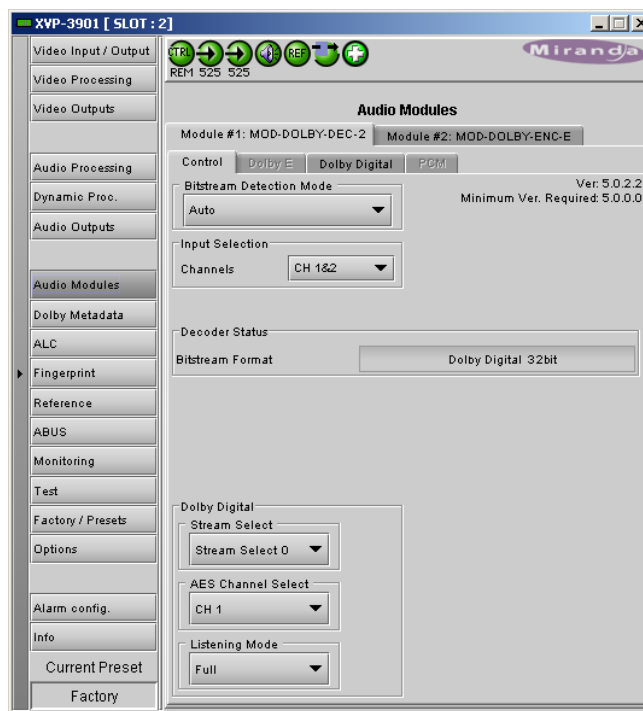 XVP-3901 [ SLOT : 2]
Video Input / Output
Video Processing
Video Outputs
Audio Processing
Dynamic Proc.
Audio Outputs
Audio Modules
Dolby Metadata
ALC
Fingerprint
Reference
ABUS
Monitoring
Test
Factory / Presets
Options
Alarm config.
Info
Current Preset
Factory
CTRL REF
REM 525 525
Miranda
Audio Modules
Module #1: MOD-DOLBY-DEC-2 Module #2: MOD-DOLBY-ENC-E
Control Dolby E Dolby Digital PCM
Bitstream Detection Mode
Auto
Ver: 5.0.2.2
Minimum Ver. Required: 5.0.0.0
Input Selection
Channels CH 1&2
Decoder Status
Bitstream Format Dolby Digital 32bit
Dolby Digital
Stream Select
Stream Select 0
AES Channel Select
CH 1
Listening Mode
Full